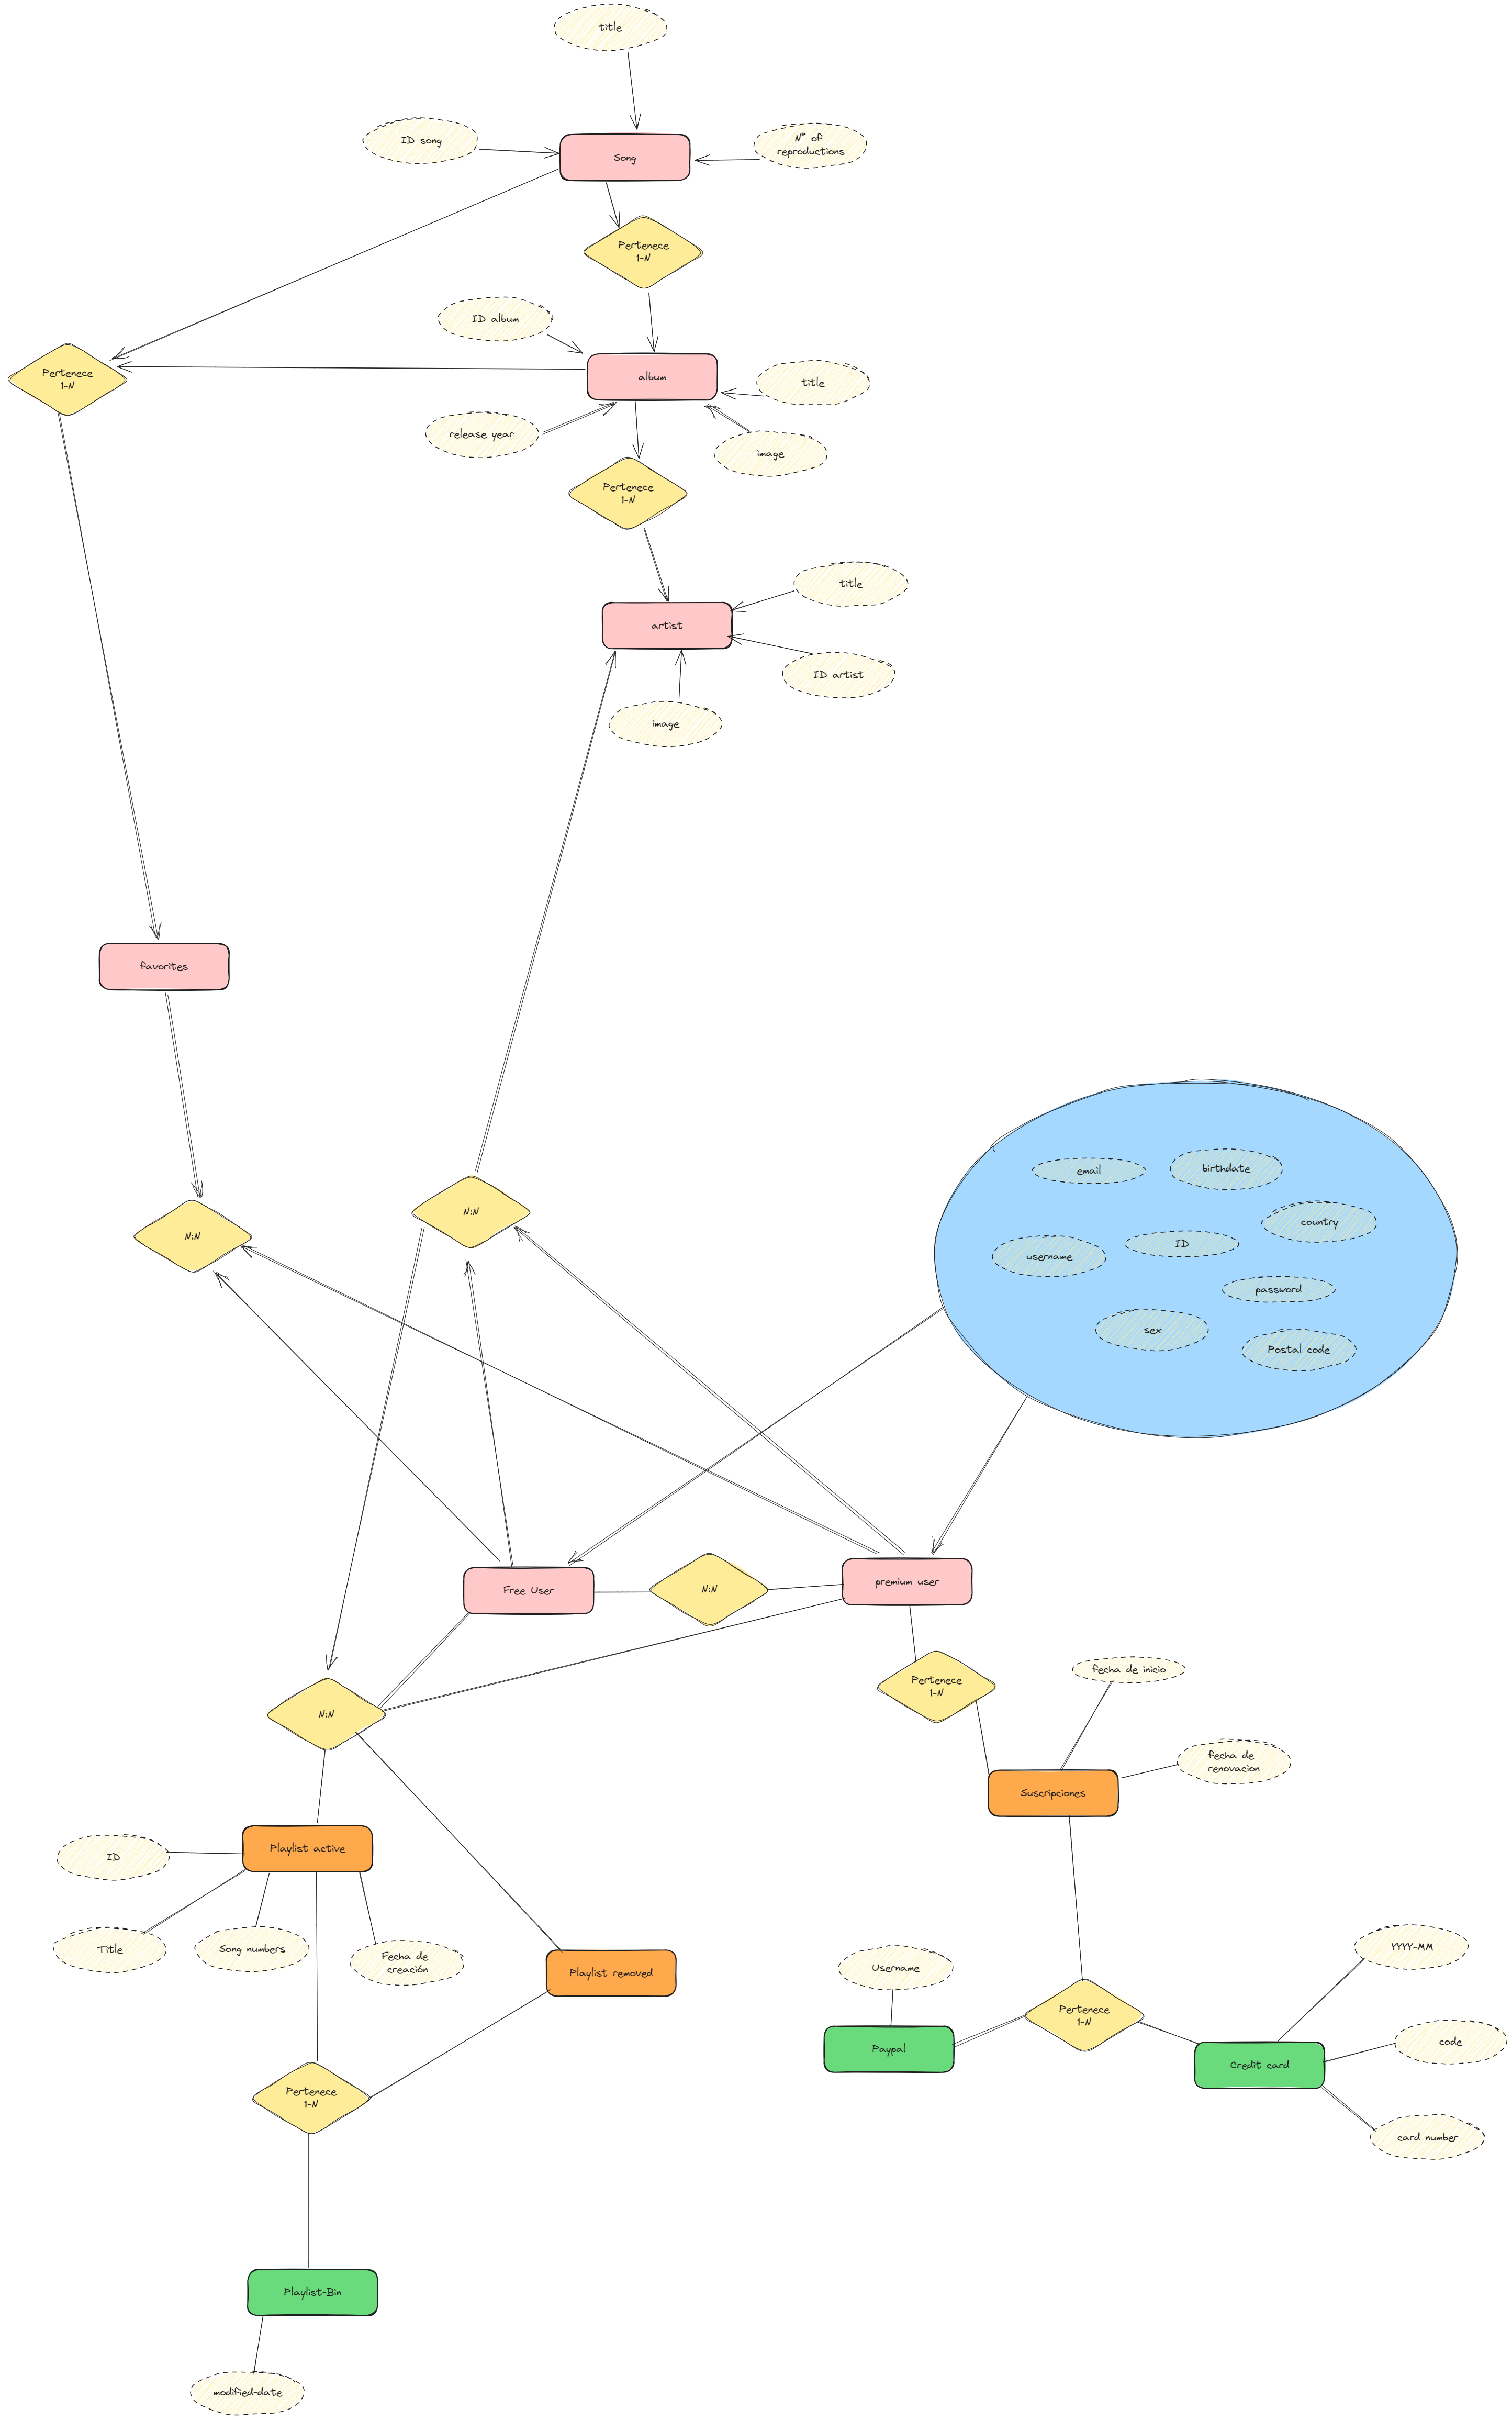 title
ID song
N° of
reproductions
Song
Pertenece
1-N
ID album
Pertenece
1-N
album
title
release year
image
Pertenece
1-N
title
artist
ID artist
image
favorites
email
birthdate
country
N:N
N:N
username
ID
password
sex
Postal code
Free User
N:N
premium user
fecha de inicio
Pertenece
1-N
N:N
fecha de
renovacion
Suscripciones
Playlist active
ID
Title
Song numbers
Fecha de
creación
Playlist removed
Username
YYYY-MM
Pertenece
1-N
Paypal
code
Credit card
Pertenece
1-N
card number
Playlist-Bin
modified-date